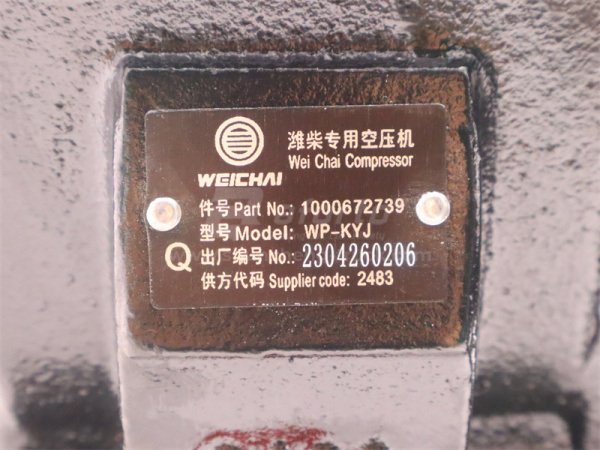 潍柴专用空压机
Wei Chai Compressor
WEICHAI
件号 Part No.: 1000672739
型号 Model: WP-KYJ
Q 出厂编号 No.: 2304260206
供方代码 Supplier code: 2483